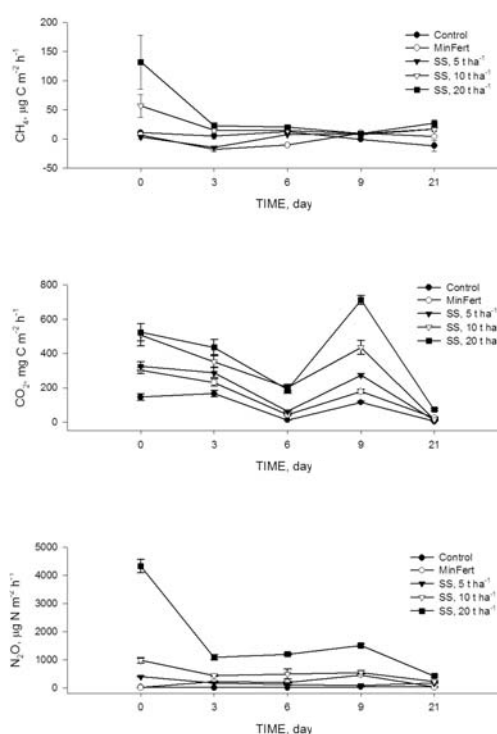 200
150
100
50
0
-50
CH₄, µg C m⁻² h⁻¹
Control
MinFert
SS, 5 t ha⁻¹
SS, 10 t ha⁻¹
SS, 20 t ha⁻¹
0 3 6 9 21
TIME, day
800
600
400
200
0
CO₂, mg C m⁻² h⁻¹
Control
MinFert
SS, 5 t ha⁻¹
SS, 10 t ha⁻¹
SS, 20 t ha⁻¹
0 3 6 9 21
TIME, day
5000
4000
3000
2000
1000
0
N₂O, µg N m⁻² h⁻¹
Control
MinFert
SS, 5 t ha⁻¹
SS, 10 t ha⁻¹
SS, 20 t ha⁻¹
0 3 6 9 21
TIME, day